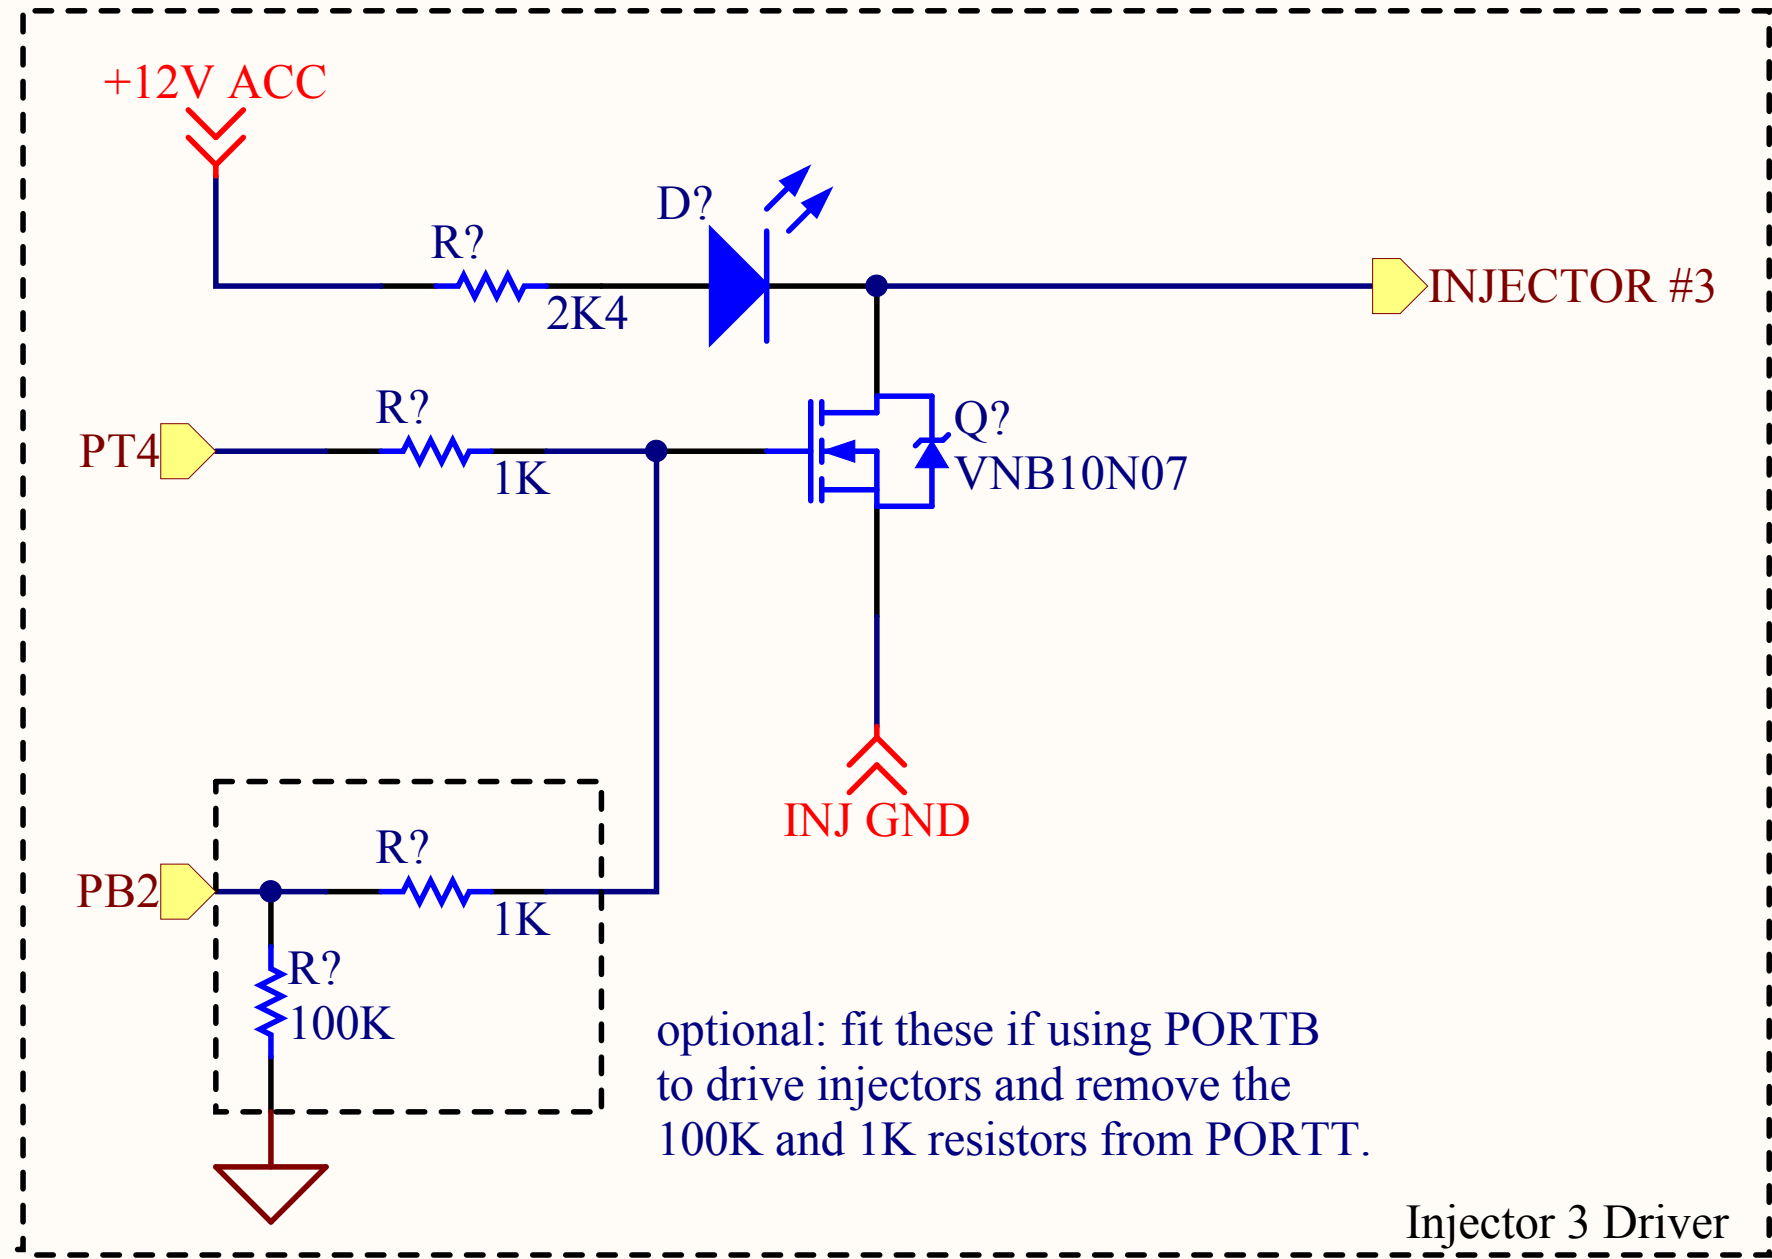 +12V ACC
D?
R?
2K4
INJECTOR #3
R?
PT4
1K
Q?
VNB10N07
INJ GND
R?
PB2
1K
R?
100K
optional: fit these if using PORTB
to drive injectors and remove the
100K and 1K resistors from PORTT.
Injector 3 Driver